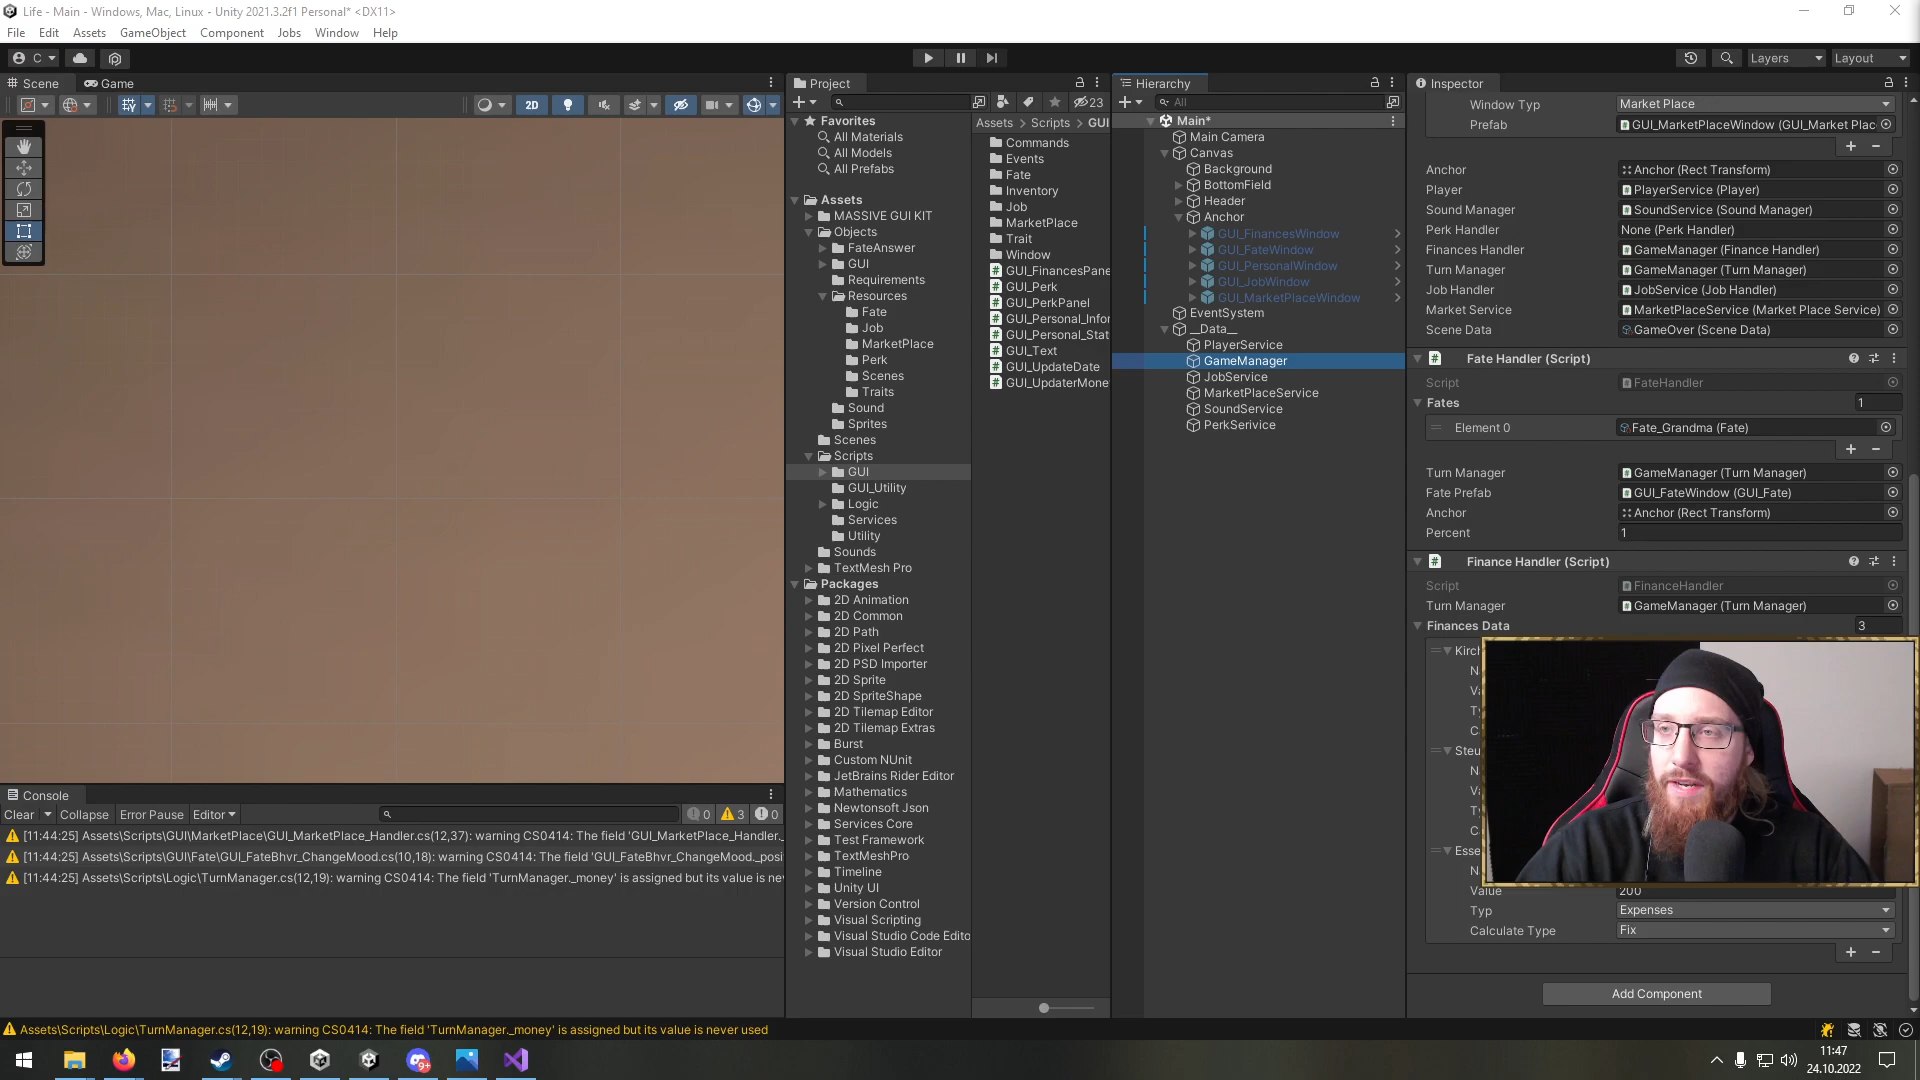 Life - Main - Windows, Mac, Linux - Unity 2021.3.2f1 Personal* <DX11>
File Edit Assets GameObject Component Jobs Window Help
C
Layers
Layout
Scene
Game
2D
Project
23
Favorites
All Materials
All Models
All Prefabs
Assets
MASSIVE GUI KIT
Objects
FateAnswer
GUI
Requirements
Resources
Fate
Job
MarketPlace
Perk
Scenes
Traits
Sound
Sprites
Scenes
Scripts
GUI
GUI_Utility
Logic
Services
Utility
Sounds
TextMesh Pro
Packages
2D Animation
2D Common
2D Path
2D Pixel Perfect
2D PSD Importer
2D Sprite
2D SpriteShape
2D Tilemap Editor
2D Tilemap Extras
Burst
Custom NUnit
JetBrains Rider Editor
Mathematics
Newtonsoft Json
Services Core
Test Framework
TextMeshPro
Timeline
Unity UI
Version Control
Visual Scripting
Visual Studio Code Edito
Visual Studio Editor
Assets > Scripts > GUI
Commands
Events
Fate
Inventory
Job
MarketPlace
Trait
Window
GUI_FinancesPane
GUI_Perk
GUI_PerkPanel
GUI_Personal_Infor
GUI_Personal_Stat
GUI_Text
GUI_UpdateDate
GUI_UpdaterMone
Hierarchy
All
Main*
Main Camera
Canvas
Background
BottomField
Header
Anchor
GUI_FinancesWindow
GUI_FateWindow
GUI_PersonalWindow
GUI_JobWindow
GUI_MarketPlaceWindow
EventSystem
__Data__
PlayerService
GameManager
JobService
MarketPlaceService
SoundService
PerkSerivice
Inspector
Window Typ Market Place
Prefab GUI_MarketPlaceWindow (GUI_Market Plac
Anchor Anchor (Rect Transform)
Player PlayerService (Player)
Sound Manager SoundService (Sound Manager)
Perk Handler None (Perk Handler)
Finances Handler GameManager (Finance Handler)
Turn Manager GameManager (Turn Manager)
Job Handler JobService (Job Handler)
Market Service MarketPlaceService (Market Place Service)
Scene Data GameOver (Scene Data)
Fate Handler (Script)
Script FateHandler
Fates 1
Element 0 Fate_Grandma (Fate)
Turn Manager GameManager (Turn Manager)
Fate Prefab GUI_FateWindow (GUI_Fate)
Anchor Anchor (Rect Transform)
Percent 1
Finance Handler (Script)
Script FinanceHandler
Turn Manager GameManager (Turn Manager)
Finances Data 3
Kirch
N
Va
Ty
C
Steu
N
Va
Ty
C
Esse
N
Value 200
Typ Expenses
Calculate Type Fix
Add Component
Console
Clear Collapse Error Pause Editor
0 3 0
[11:44:25] Assets\Scripts\GUI\MarketPlace\GUI_MarketPlace_Handler.cs(12,37): warning CS0414: The field 'GUI_MarketPlace_Handler._
[11:44:25] Assets\Scripts\GUI\Fate\GUI_FateBhvr_ChangeMood.cs(10,18): warning CS0414: The field 'GUI_FateBhvr_ChangeMood._posi
[11:44:25] Assets\Scripts\Logic\TurnManager.cs(12,19): warning CS0414: The field 'TurnManager._money' is assigned but its value is nev
Assets\Scripts\Logic\TurnManager.cs(12,19): warning CS0414: The field 'TurnManager._money' is assigned but its value is never used
9+
11:47
24.10.2022